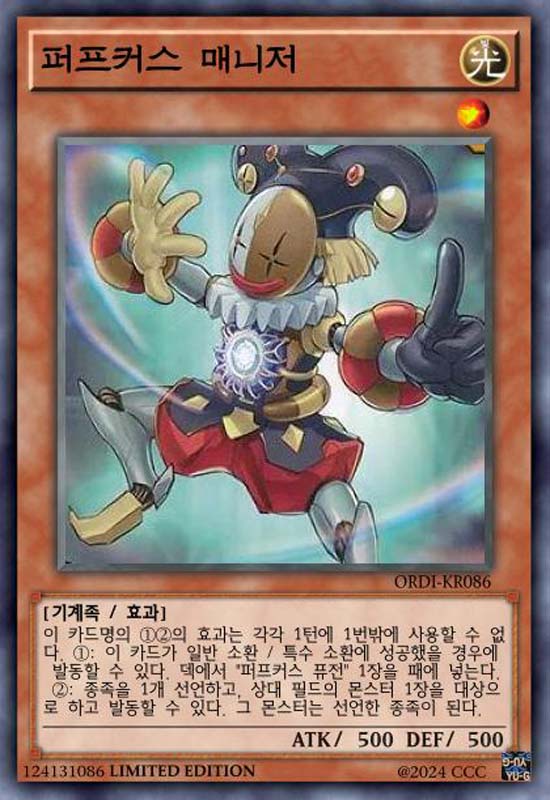 퍼프커스 매니저
光
ORDI-KR086
[기계족 / 효과]
이 카드명의 ①②의 효과는 각각 1턴에 1번밖에 사용할 수 없
다. ①: 이 카드가 일반 소환 / 특수 소환에 성공했을 경우에
발동할 수 있다. 덱에서 "퍼프커스 퓨전" 1장을 패에 넣는다.
②: 종족을 1개 선언하고, 상대 필드의 몬스터 1장을 대상으
로 하고 발동할 수 있다. 그 몬스터는 선언한 종족이 된다.
ATK/ 500 DEF/ 500
124131086 LIMITED EDITION
@2024 CCC